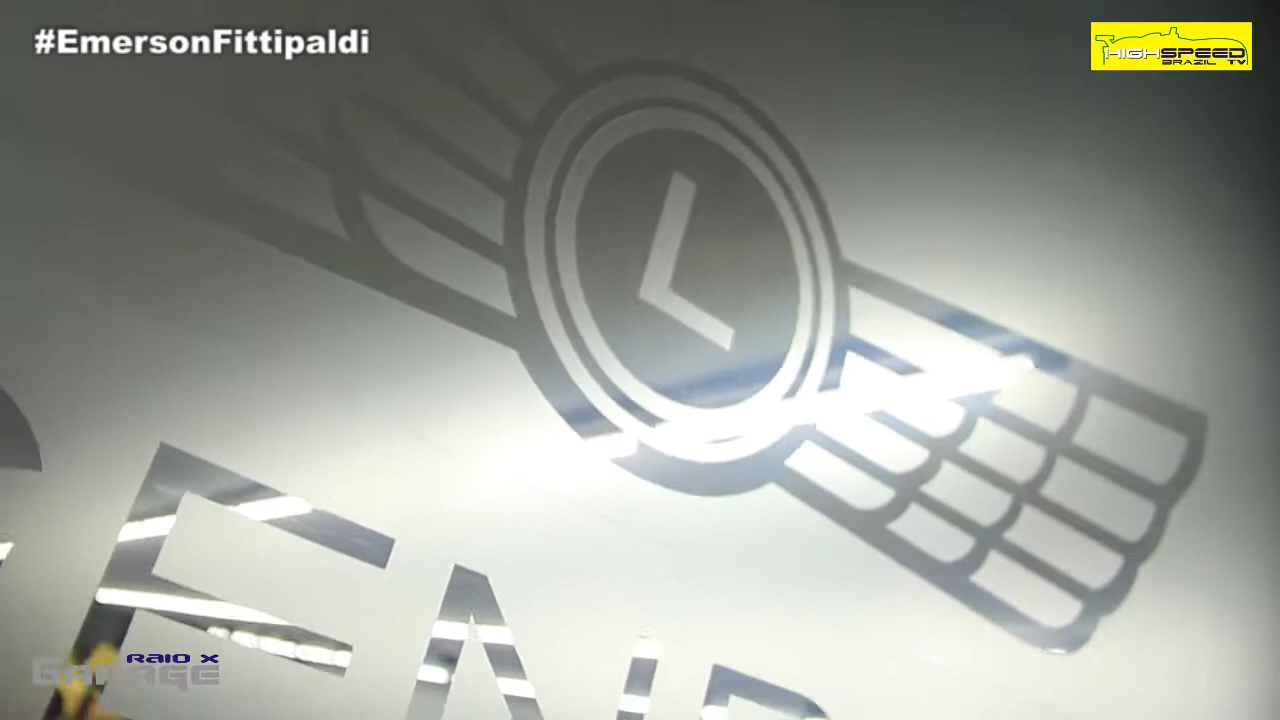 #EmersonFittipaldi
HIGHSPEED
BRAZIL TV
L
RAIO X
GARAGE